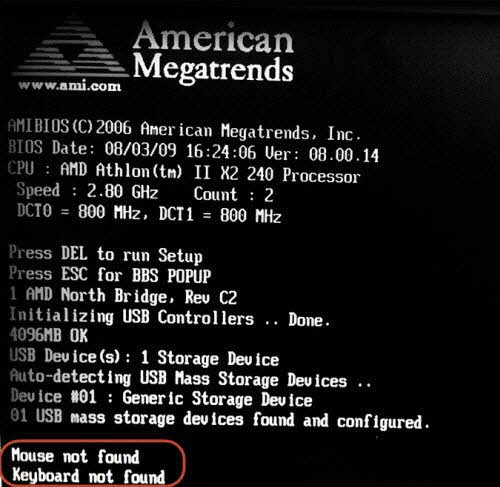 American
Megatrends
www.ami.com
AMIBIOS(C)2006 American Megatrends, Inc.
BIOS Date: 08/03/09 16:24:06 Ver: 08.00.14
CPU : AMD Athlon(tm) II X2 240 Processor
Speed : 2.80 GHz Count : 2
DCT0 = 800 MHz, DCT1 = 800 MHz
Press DEL to run Setup
Press ESC for BBS POPUP
1 AMD North Bridge, Rev C2
Initializing USB Controllers .. Done.
4096MB OK
USB Device(s): 1 Storage Device
Auto-detecting USB Mass Storage Devices ..
Device #01 : Generic Storage Device
01 USB mass storage devices found and configured.
Mouse not found
Keyboard not found